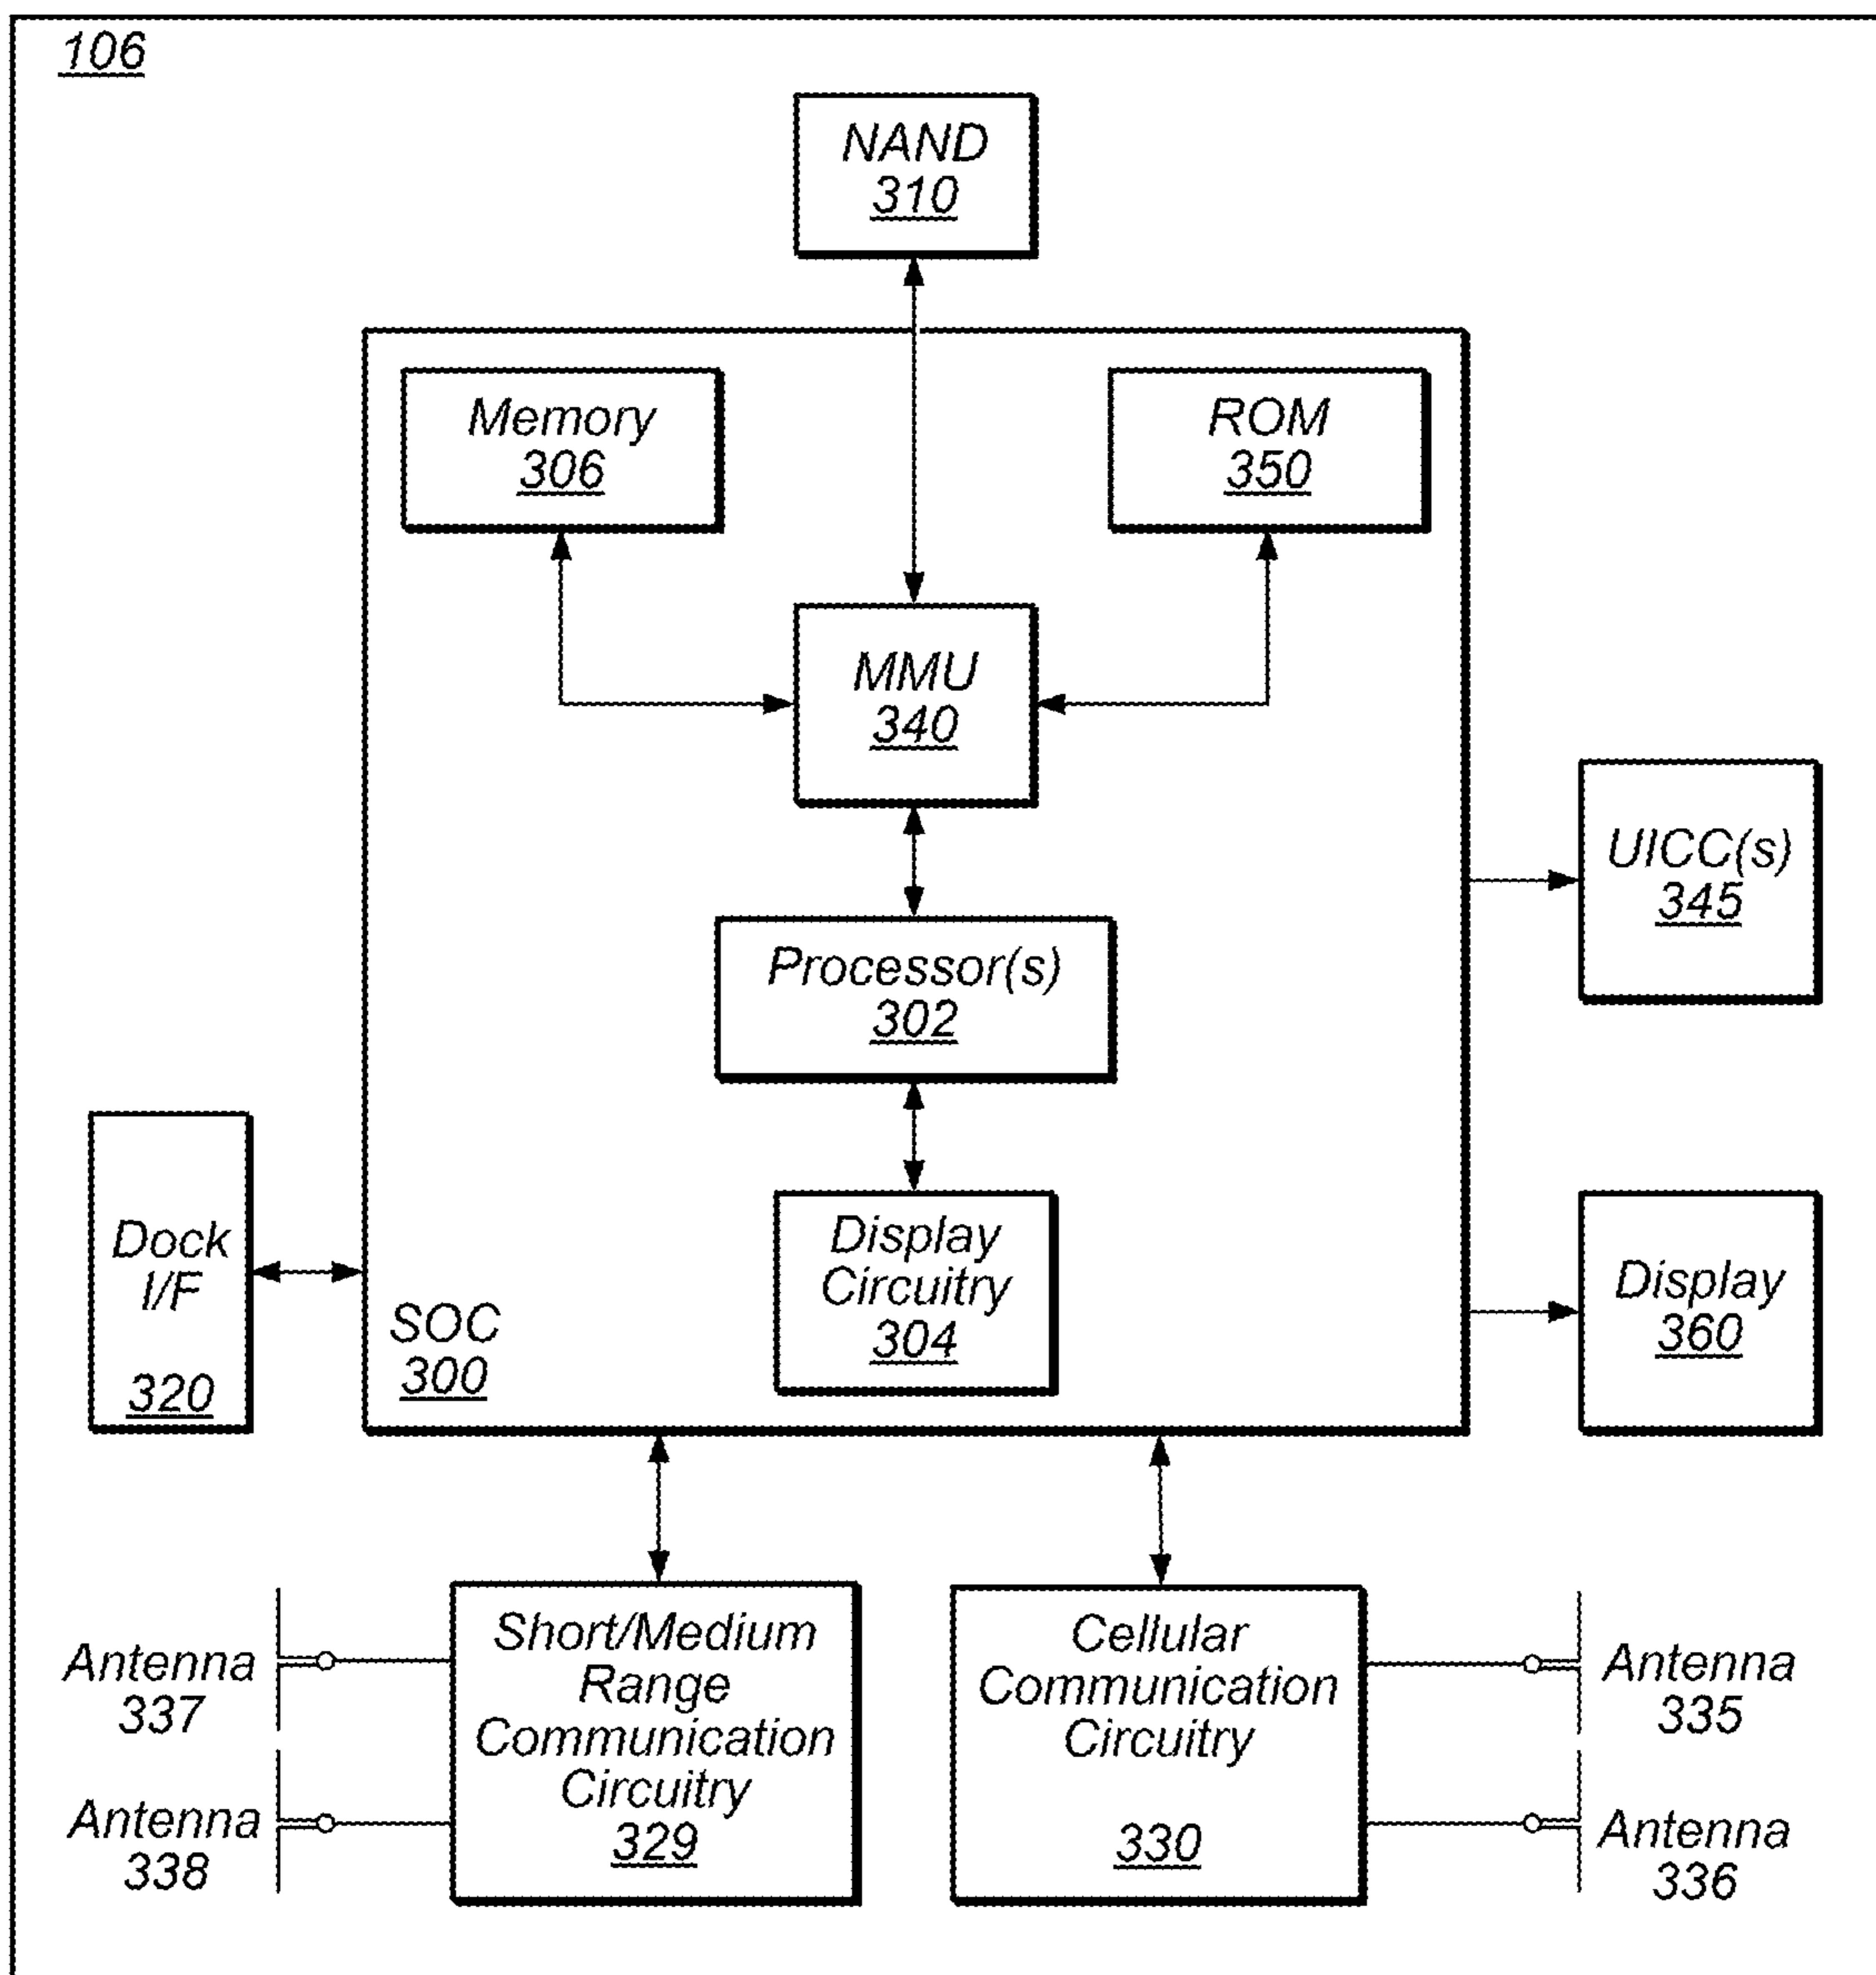 106
NAND
310
Memory
306
ROM
350
MMU
340
UICC(s)
345
Processor(s)
302
Dock
I/F
320
Display
Circuitry
304
SOC
300
Display
360
Antenna
337
Antenna
338
Short/Medium
Range
Communication
Circuitry
329
Cellular
Communication
Circuitry
330
Antenna
335
Antenna
336